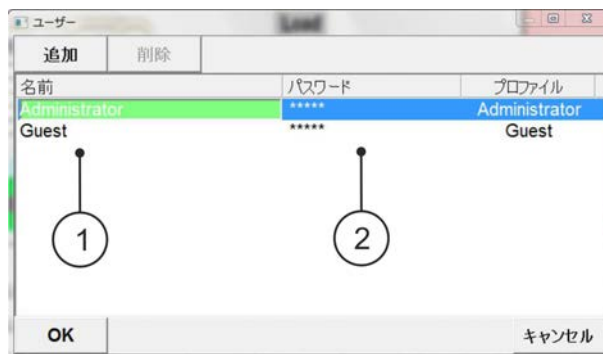 ユーザー
Load
追加 削除
名前 パスワード プロファイル
Administrator ***** Administrator
Guest ***** Guest
1 2
OK キャンセル